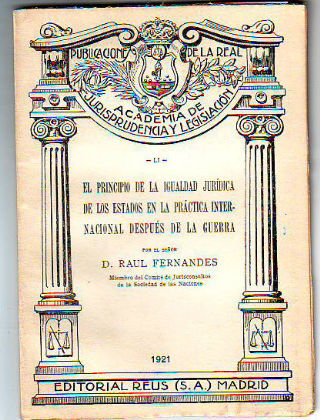 PUBLICACIONES DE LA REAL
ACADEMIA DE
JURISPRUDENCIA Y LEGISLACION
- LI -
EL PRINCIPIO DE LA IGUALDAD JURÍDICA
DE LOS ESTADOS EN LA PRÁCTICA INTER-
NACIONAL DESPUÉS DE LA GUERRA
POR EL SEÑOR
D. RAUL FERNANDES
Miembro del Comité de Jurisconsultos
de la Sociedad de las Naciones
1921
EDITORIAL REUS (S.A.) MADRID